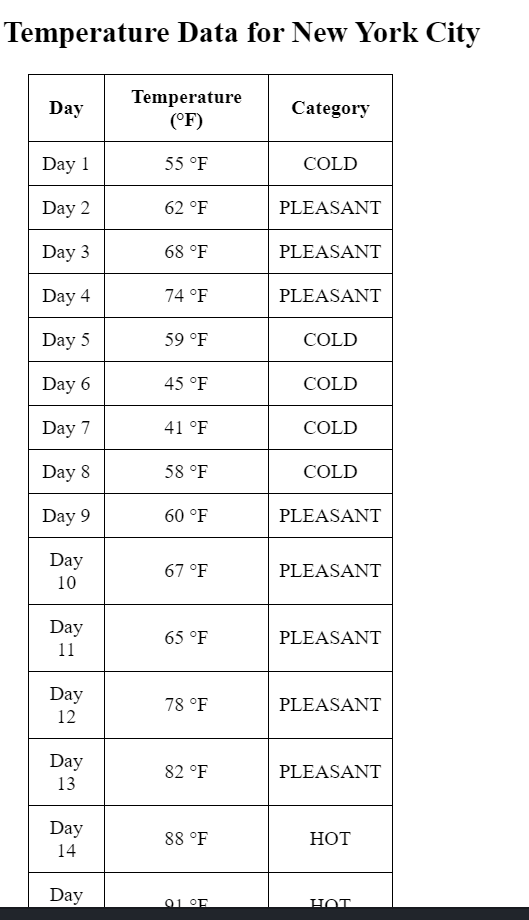 Temperature Data for New York City
Day Temperature (°F) Category
Day 1 55 °F COLD
Day 2 62 °F PLEASANT
Day 3 68 °F PLEASANT
Day 4 74 °F PLEASANT
Day 5 59 °F COLD
Day 6 45 °F COLD
Day 7 41 °F COLD
Day 8 58 °F COLD
Day 9 60 °F PLEASANT
Day 10 67 °F PLEASANT
Day 11 65 °F PLEASANT
Day 12 78 °F PLEASANT
Day 13 82 °F PLEASANT
Day 14 88 °F HOT
Day 91 °F HOT